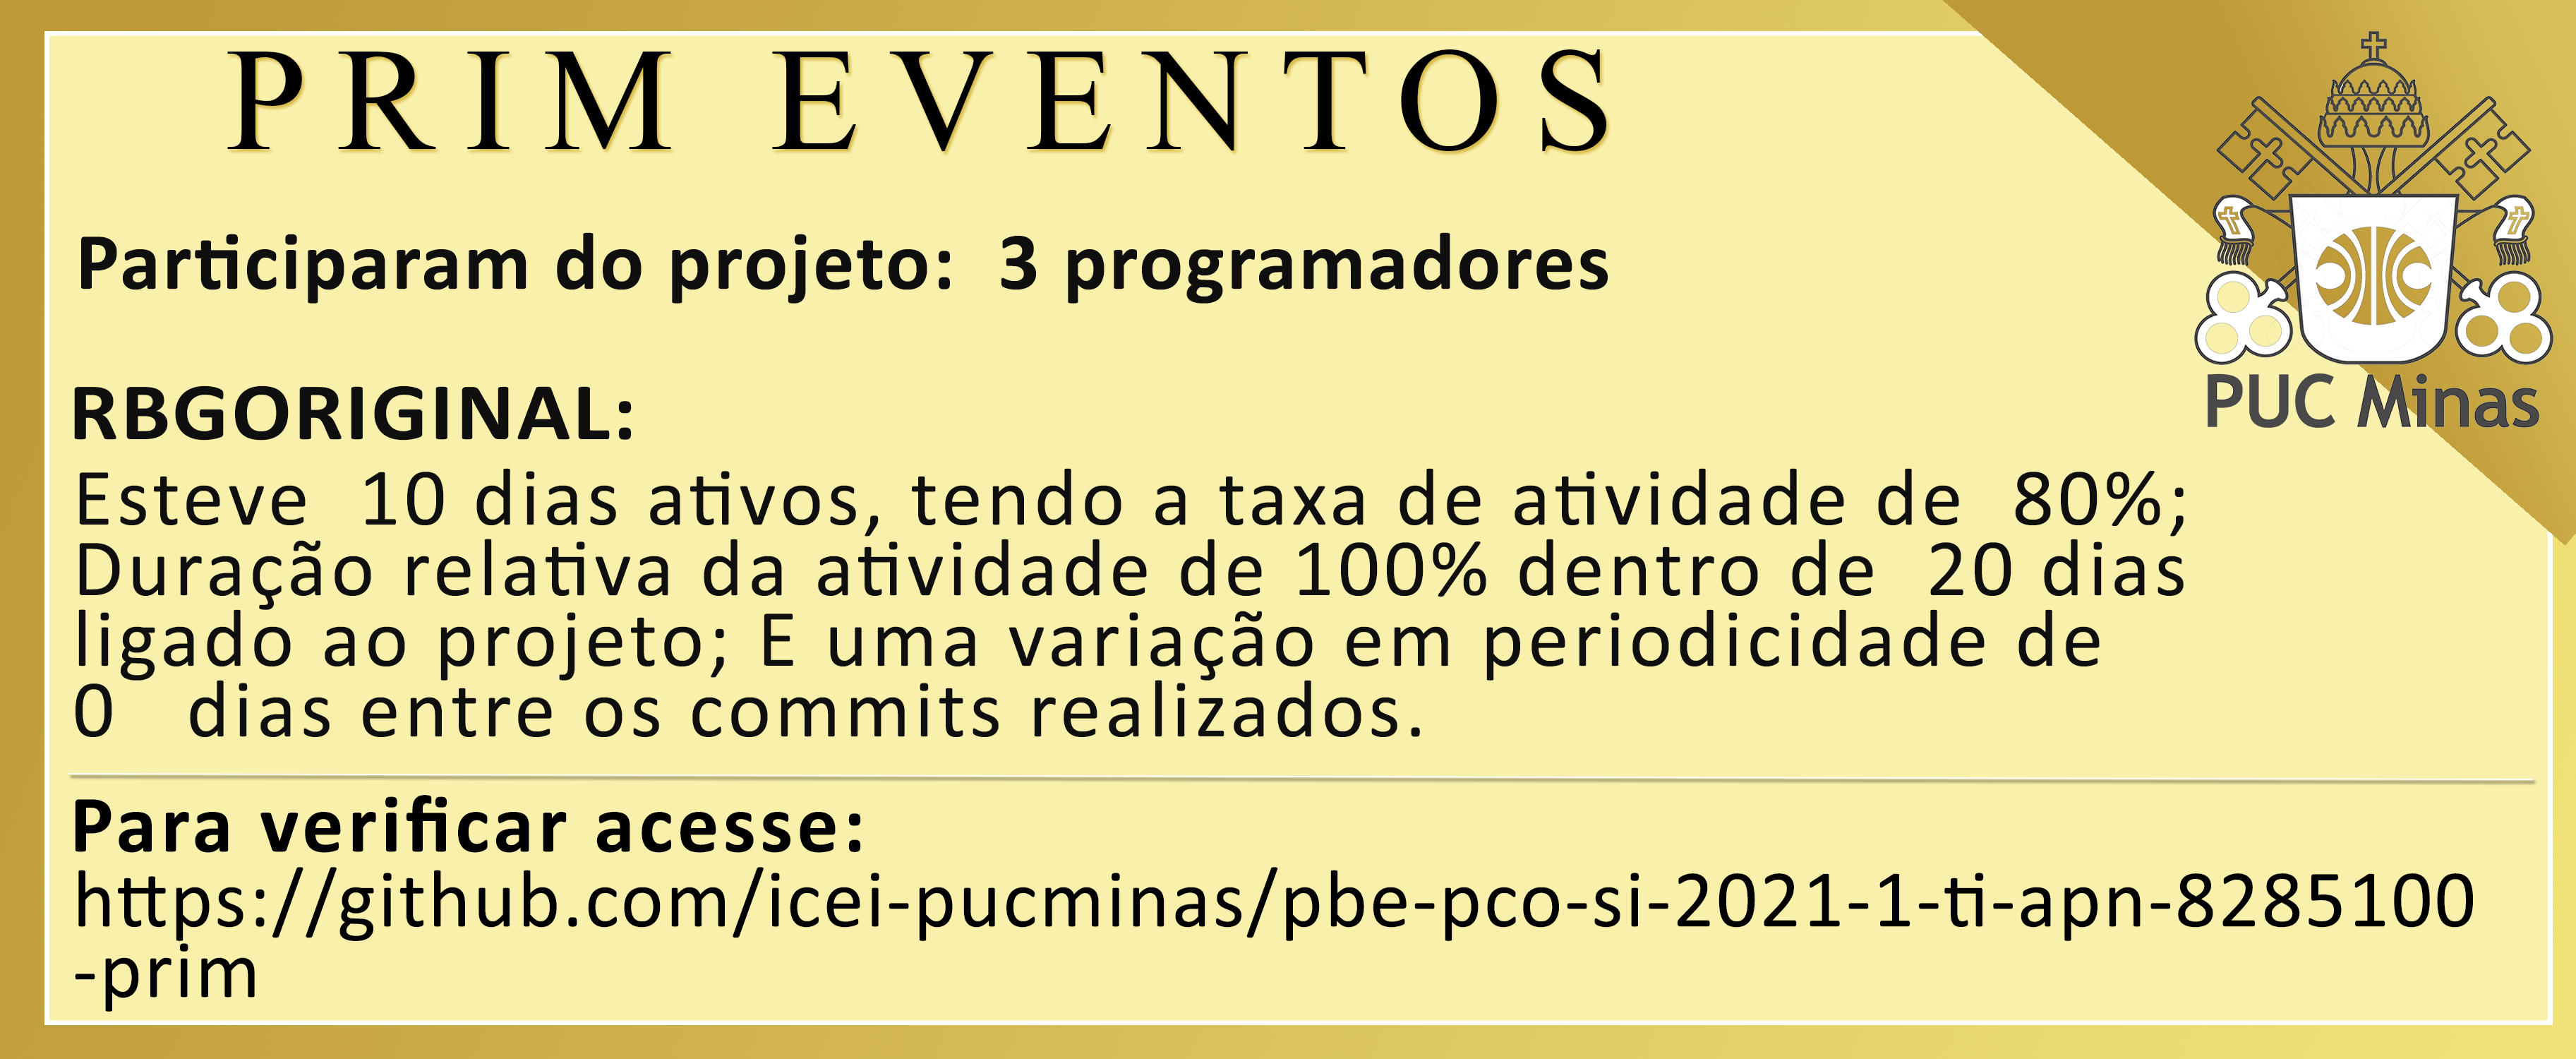 PRIM EVENTOS
Participaram do projeto: 3 programadores
PUC Minas
RBGORIGINAL:
Esteve 10 dias ativos, tendo a taxa de atividade de 80%;
Duração relativa da atividade de 100% dentro de 20 dias
ligado ao projeto; E uma variação em periodicidade de
0 dias entre os commits realizados.
Para verificar acesse:
https://github.com/icei-pucminas/pbe-pco-si-2021-1-ti-apn-8285100
-prim